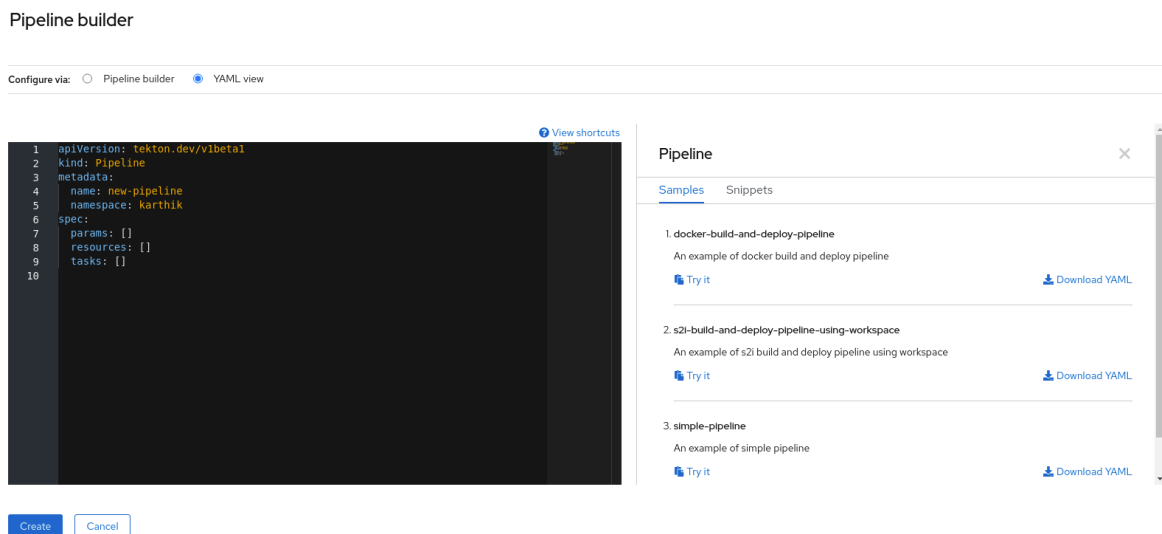 Pipeline builder
Configure via: Pipeline builder YAML view
View shortcuts
1 apiVersion: tekton.dev/v1beta1
2 kind: Pipeline
3 metadata:
4 name: new-pipeline
5 namespace: karthik
6 spec:
7 params: []
8 resources: []
9 tasks: []
10
Pipeline
Samples Snippets
1. docker-build-and-deploy-pipeline
An example of docker build and deploy pipeline
Try it Download YAML
2. s2i-build-and-deploy-pipeline-using-workspace
An example of s2i build and deploy pipeline using workspace
Try it Download YAML
3. simple-pipeline
An example of simple pipeline
Try it Download YAML
Create Cancel